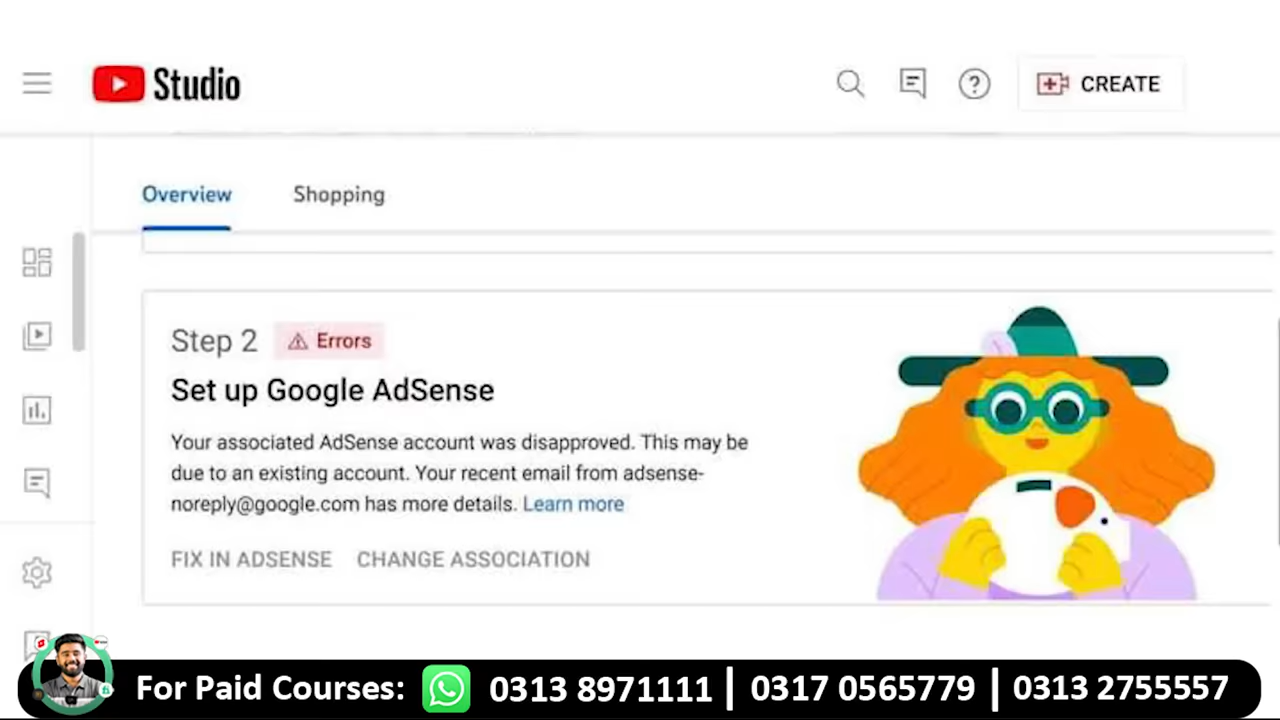 Studio
CREATE
Overview Shopping
Step 2 Errors
Set up Google AdSense
Your associated AdSense account was disapproved. This may be
due to an existing account. Your recent email from adsense-
noreply@google.com has more details. Learn more
FIX IN ADSENSE CHANGE ASSOCIATION
For Paid Courses: 0313 8971111 | 0317 0565779 | 0313 2755557